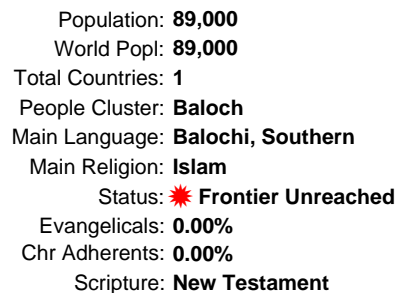 Population: 89,000
World Popl: 89,000
Total Countries: 1
People Cluster: Baloch
Main Language: Balochi, Southern
Main Religion: Islam
Status: Frontier Unreached
Evangelicals: 0.00%
Chr Adherents: 0.00%
Scripture: New Testament